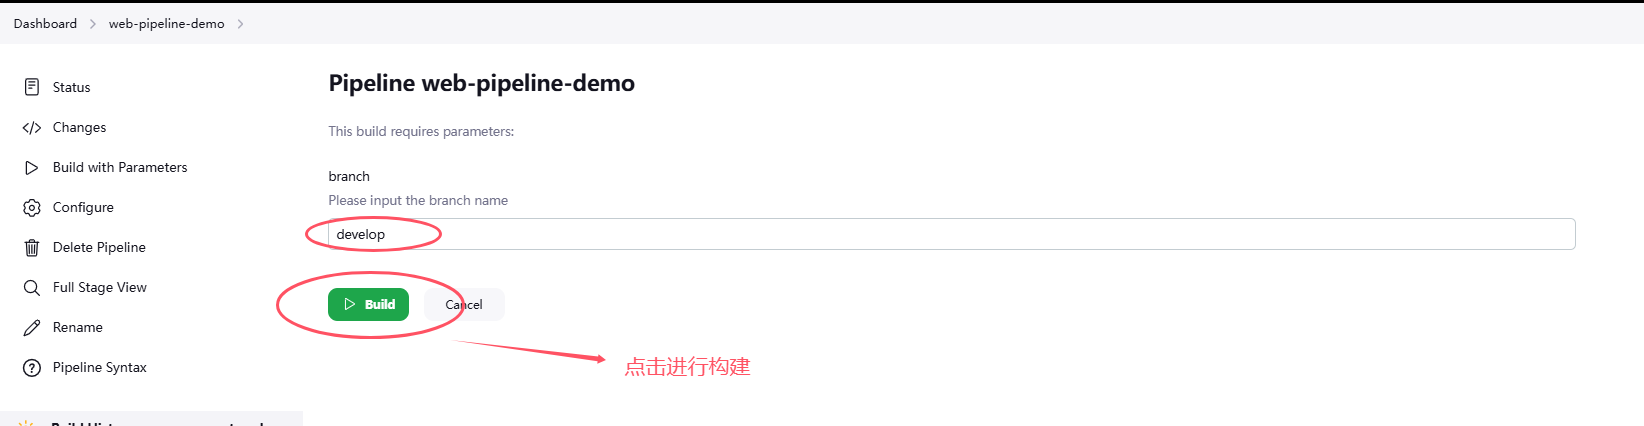 Dashboard > web-pipeline-demo >
Status
Changes
Build with Parameters
Configure
Delete Pipeline
Full Stage View
Rename
Pipeline Syntax
Pipeline web-pipeline-demo
This build requires parameters:
branch
Please input the branch name
develop
Build Cancel
点击进行构建